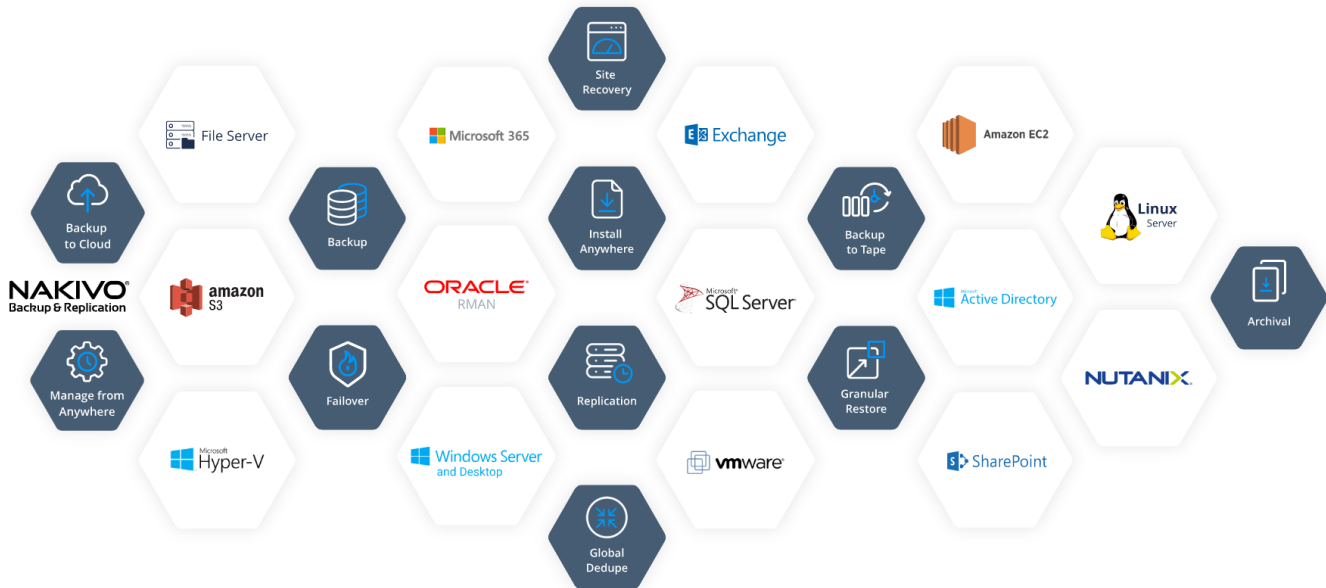 Site
Recovery
File Server
Microsoft 365
E Exchange
Amazon EC2
Backup
to Cloud
Backup
Install
Anywhere
Backup
to Tape
Linux
Server
NAKIVO®
Backup & Replication
amazon
S3
ORACLE®
RMAN
Microsoft®
SQL Server®
Microsoft
Active Directory
Archival
Manage from
Anywhere
Failover
Replication
Granular
Restore
NUTANIX®
Microsoft
Hyper-V
Windows Server
and Desktop
vmware®
S SharePoint
Global
Dedupe